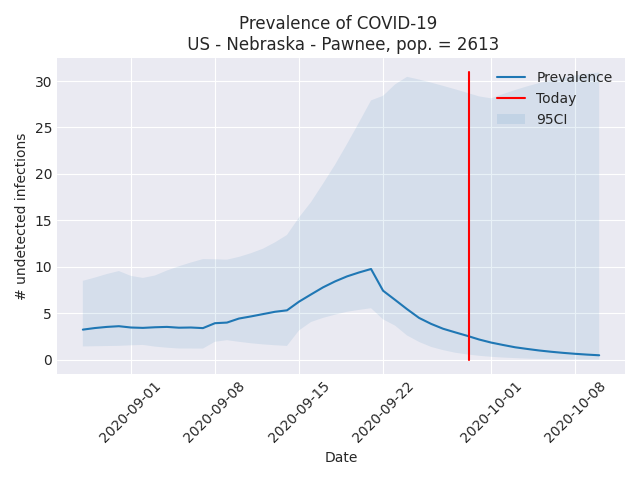 Prevalence of COVID-19
US - Nebraska - Pawnee, pop. = 2613
# undetected infections
30
25
20
15
10
5
0
Prevalence
Today
95CI
2020-09-01
2020-09-08
2020-09-15
2020-09-22
2020-10-01
2020-10-08
Date